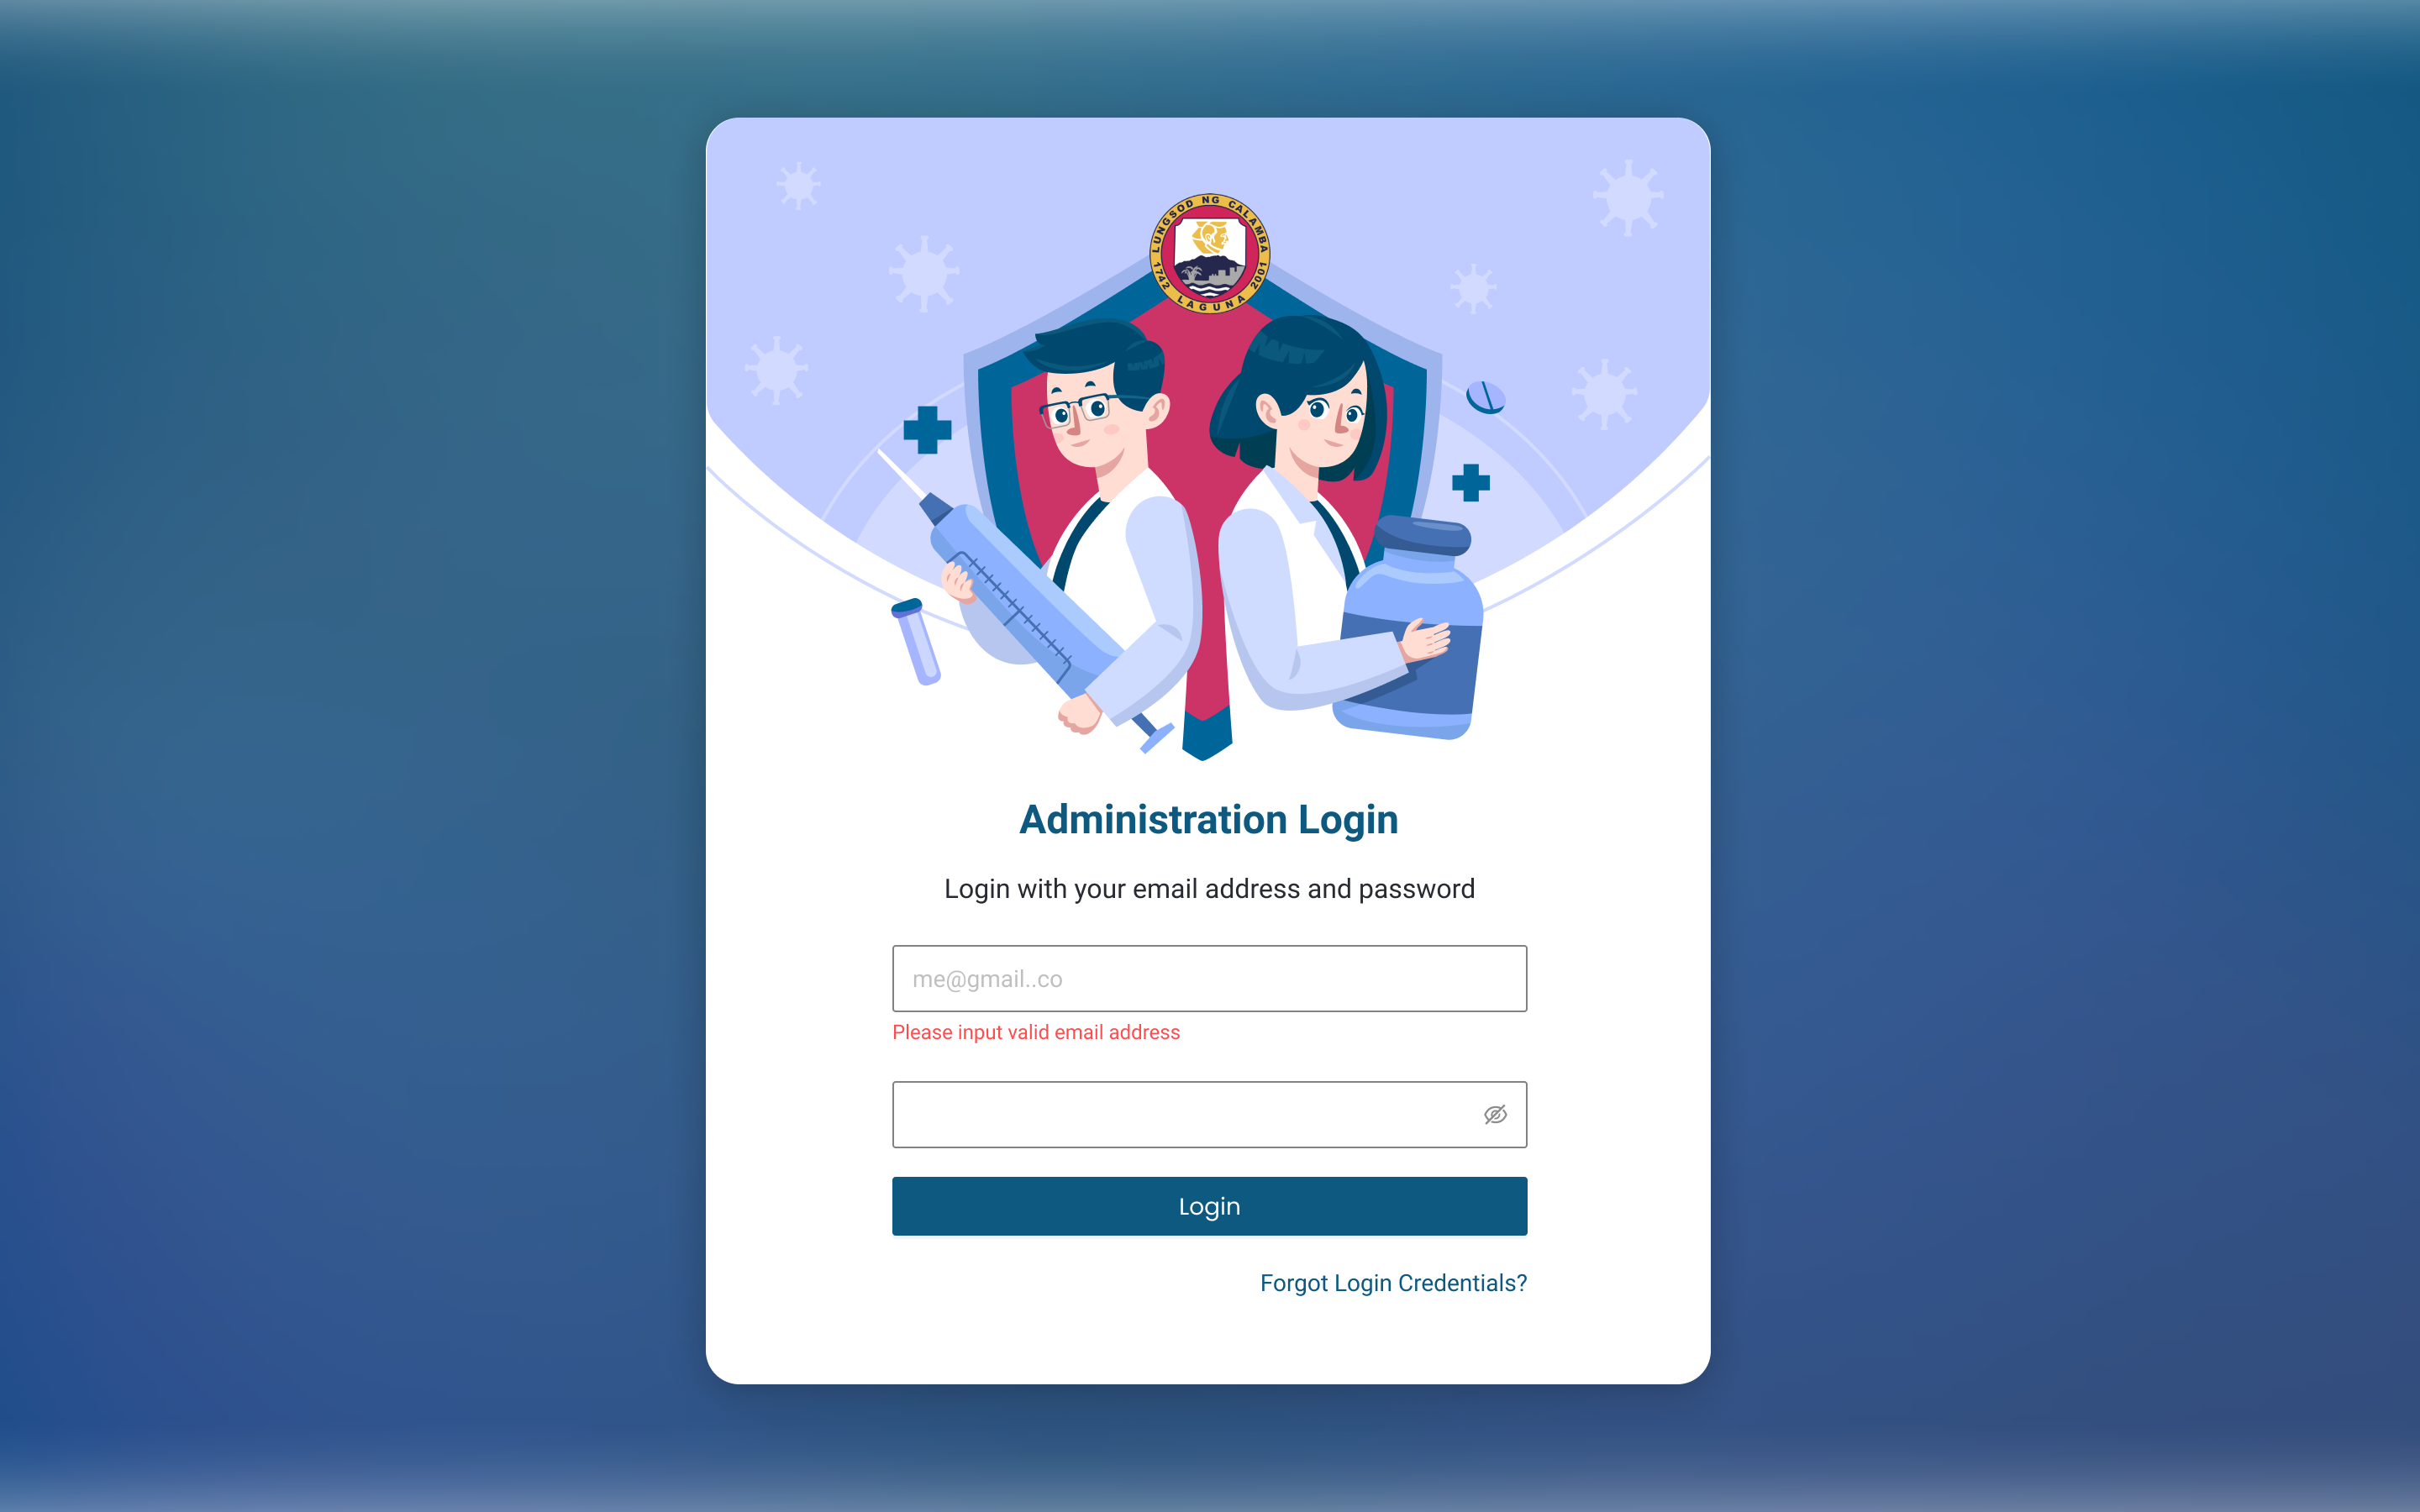 LUNGSOD NG CALAMBA
1742 LAGUNA 2001
Administration Login
Login with your email address and password
me@gmail..co
Please input valid email address
Login
Forgot Login Credentials?